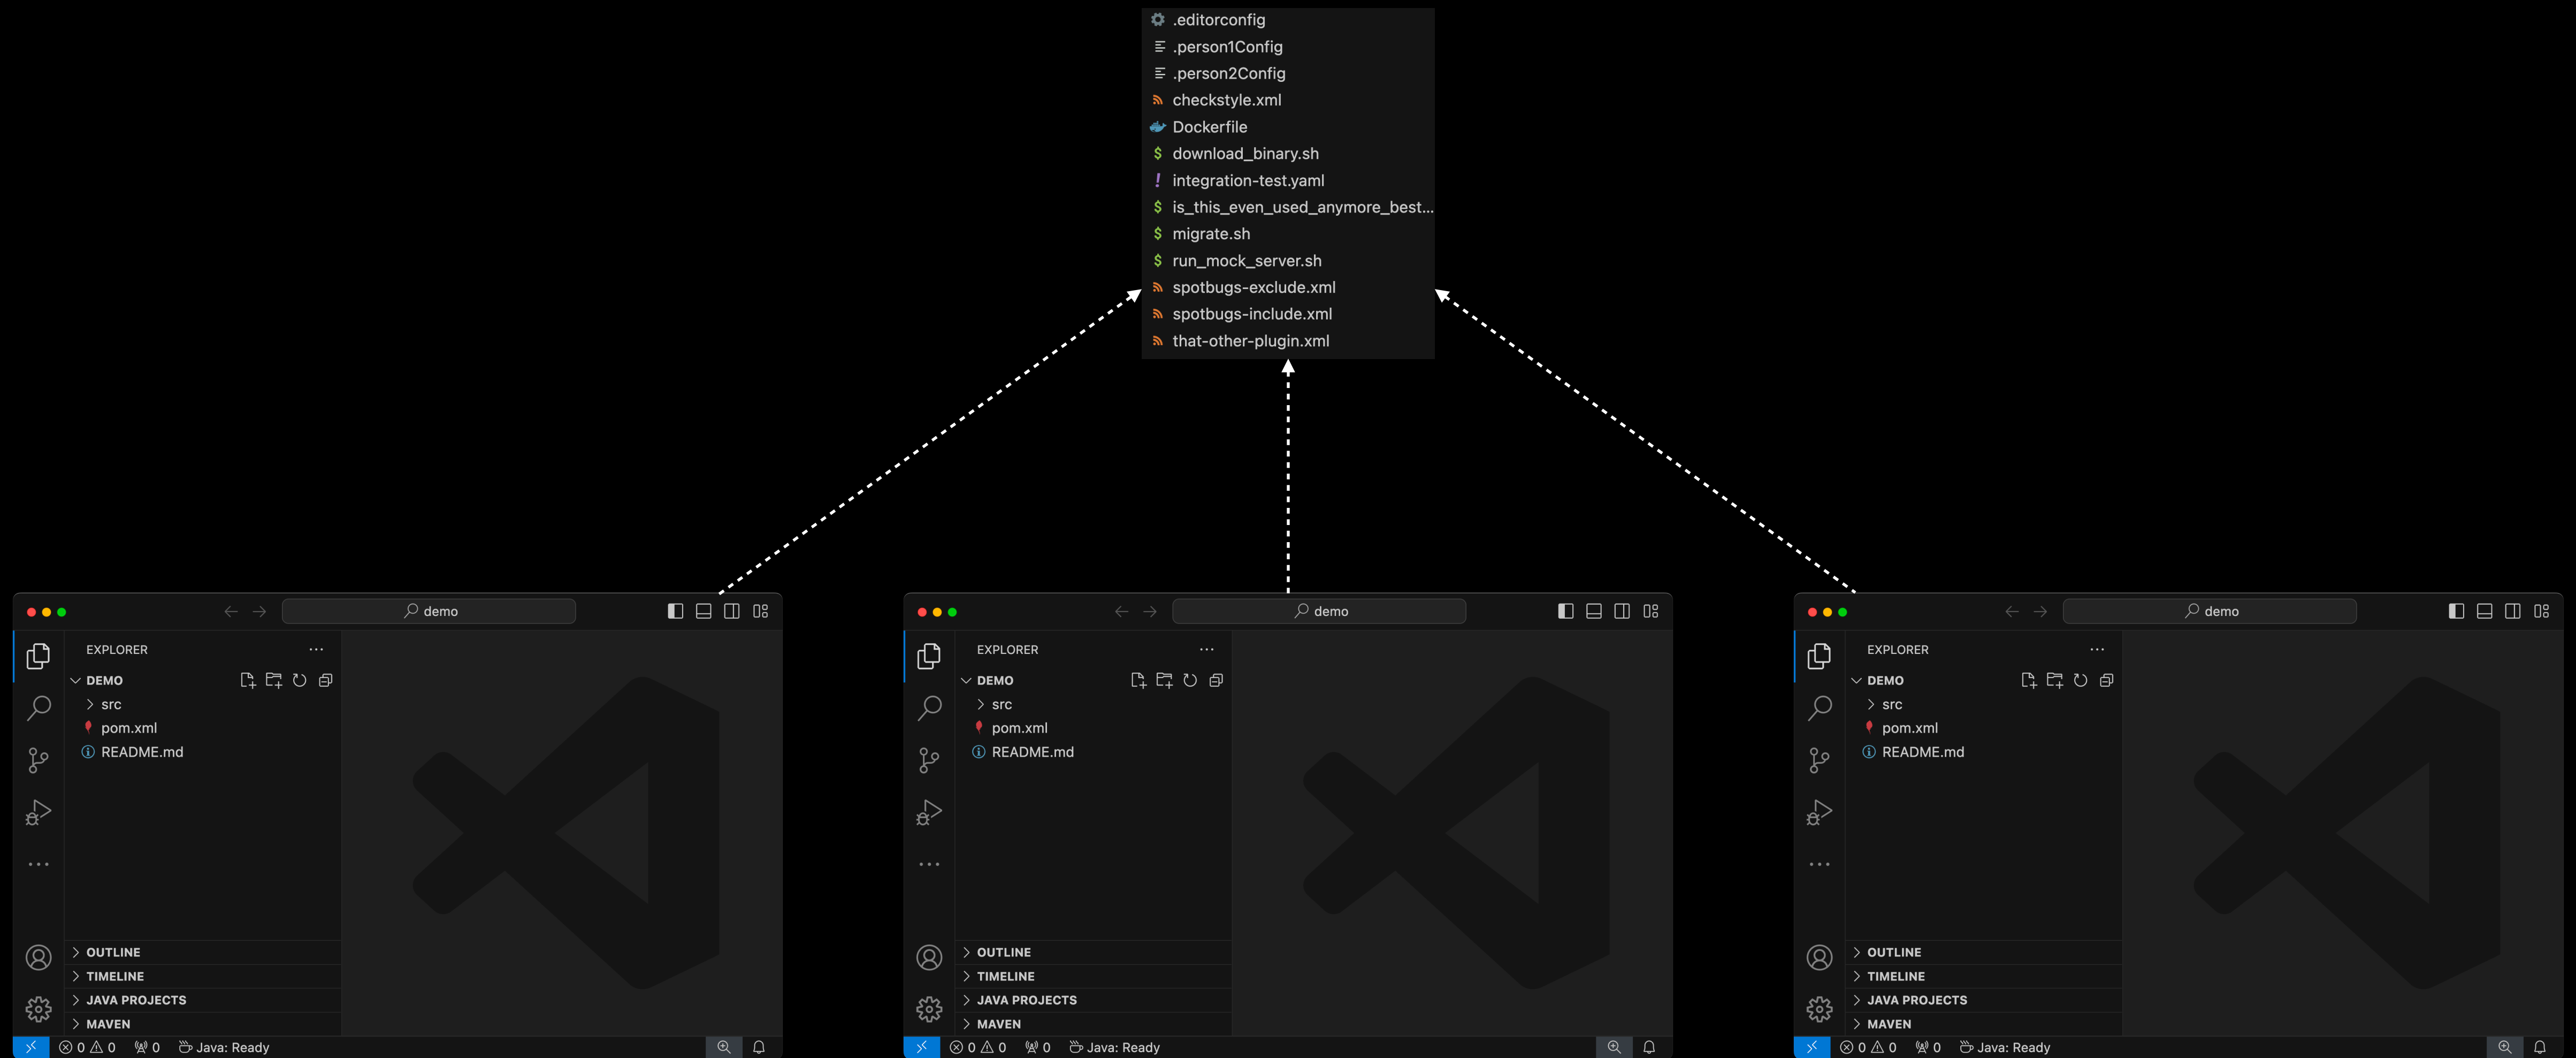 .editorconfig
.person1Config
.person2Config
checkstyle.xml
Dockerfile
download_binary.sh
integration-test.yaml
is_this_even_used_anymore_best...
migrate.sh
run_mock_server.sh
spotbugs-exclude.xml
spotbugs-include.xml
that-other-plugin.xml
demo
EXPLORER
DEMO
src
pom.xml
README.md
OUTLINE
TIMELINE
JAVA PROJECTS
MAVEN
0 0 0 Java: Ready
demo
EXPLORER
DEMO
src
pom.xml
README.md
OUTLINE
TIMELINE
JAVA PROJECTS
MAVEN
0 0 0 Java: Ready
demo
EXPLORER
DEMO
src
pom.xml
README.md
OUTLINE
TIMELINE
JAVA PROJECTS
MAVEN
0 0 0 Java: Ready